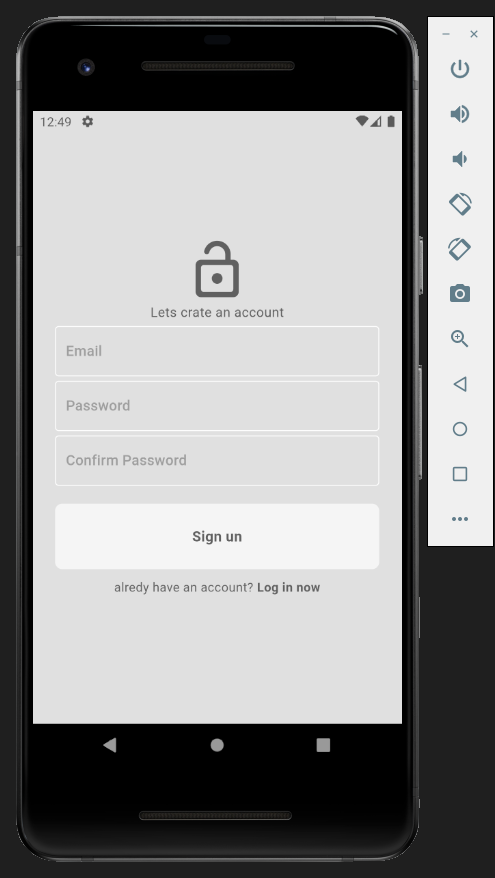 12:49
Lets crate an account
Email
Password
Confirm Password
Sign un
alredy have an account? Log in now